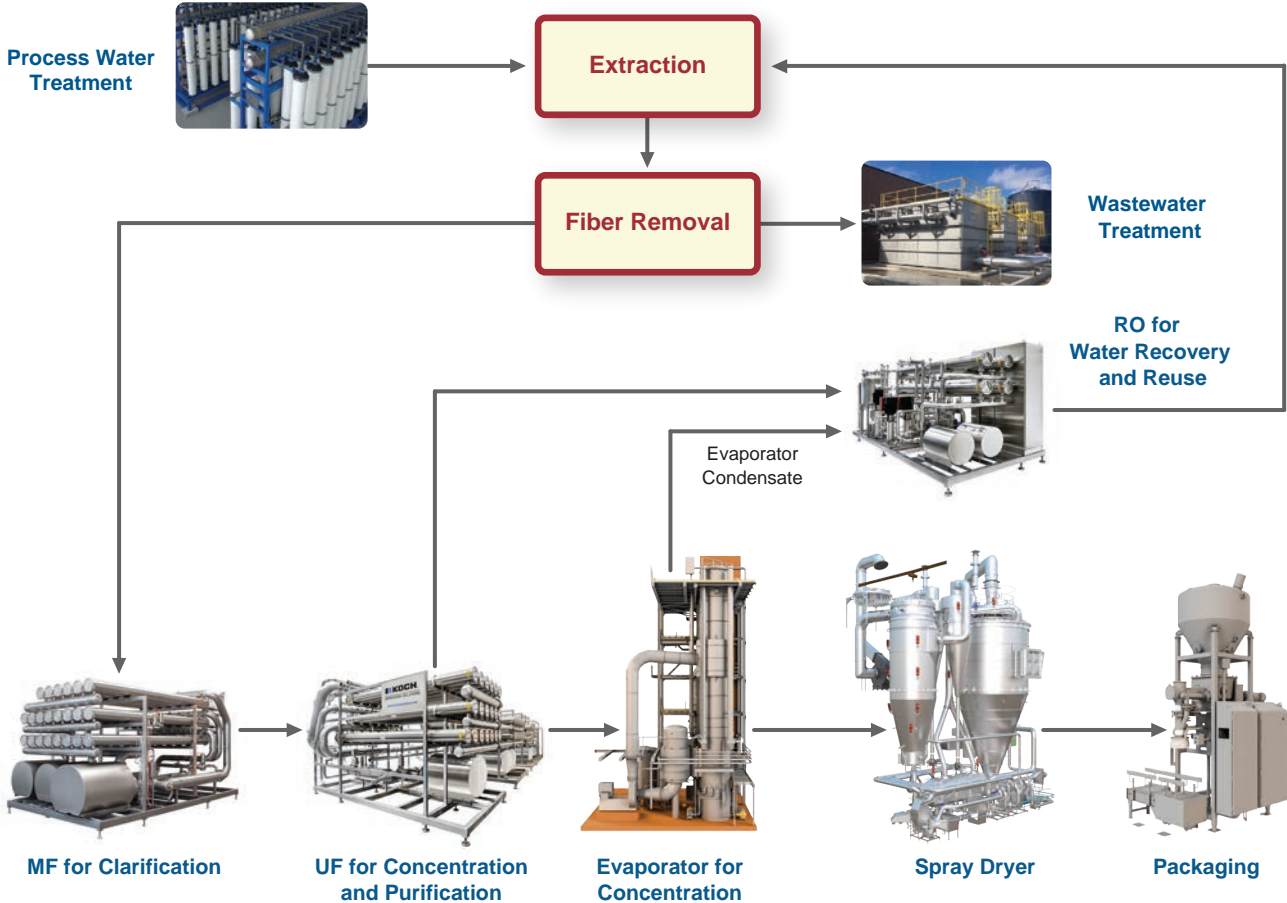 Process Water
Treatment
Extraction
Fiber Removal
Wastewater
Treatment
RO for
Water Recovery
and Reuse
Evaporator
Condensate
KOCH
MF for Clarification
UF for Concentration
and Purification
Evaporator for
Concentration
Spray Dryer
Packaging